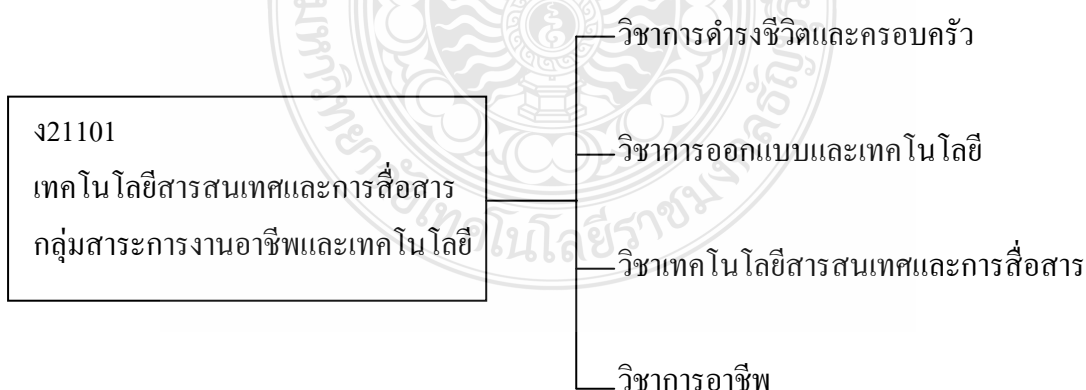 วิชาการดำรงชีวิตและครอบครัว
ง21101
เทคโนโลยีสารสนเทศและการสื่อสาร
กลุ่มสาระการงานอาชีพและเทคโนโลยี
วิชาการออกแบบและเทคโนโลยี
วิชาเทคโนโลยีสารสนเทศและการสื่อสาร
วิชาการอาชีพ